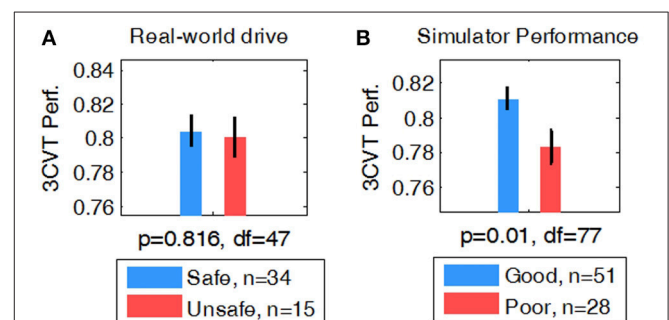 A Real-world drive
3CVT Perf.
0.84
0.82
0.8
0.78
0.76
p=0.816, df=47
Safe, n=34
Unsafe, n=15
B Simulator Performance
3CVT Perf.
0.82
0.8
0.78
0.76
p=0.01, df=77
Good, n=51
Poor, n=28